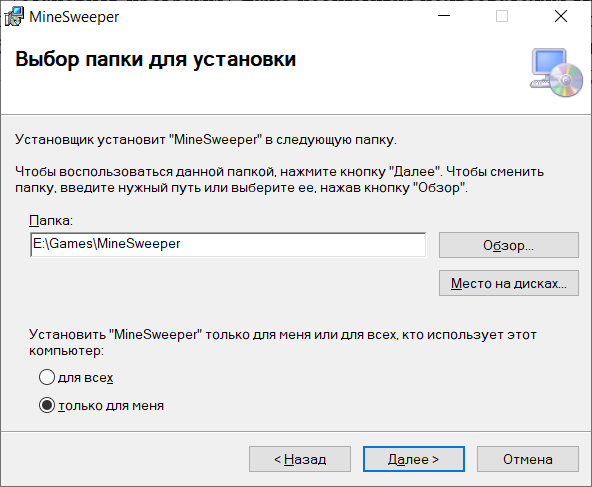 MineSweeper
Выбор папки для установки
Установщик установит "MineSweeper" в следующую папку.
Чтобы воспользоваться данной папкой, нажмите кнопку "Далее". Чтобы сменить
папку, введите нужный путь или выберите ее, нажав кнопку "Обзор".
Папка:
E:\Games\MineSweeper
Обзор...
Место на дисках...
Установить "MineSweeper" только для меня или для всех, кто использует этот
компьютер:
для всех
только для меня
< Назад
Далее >
Отмена